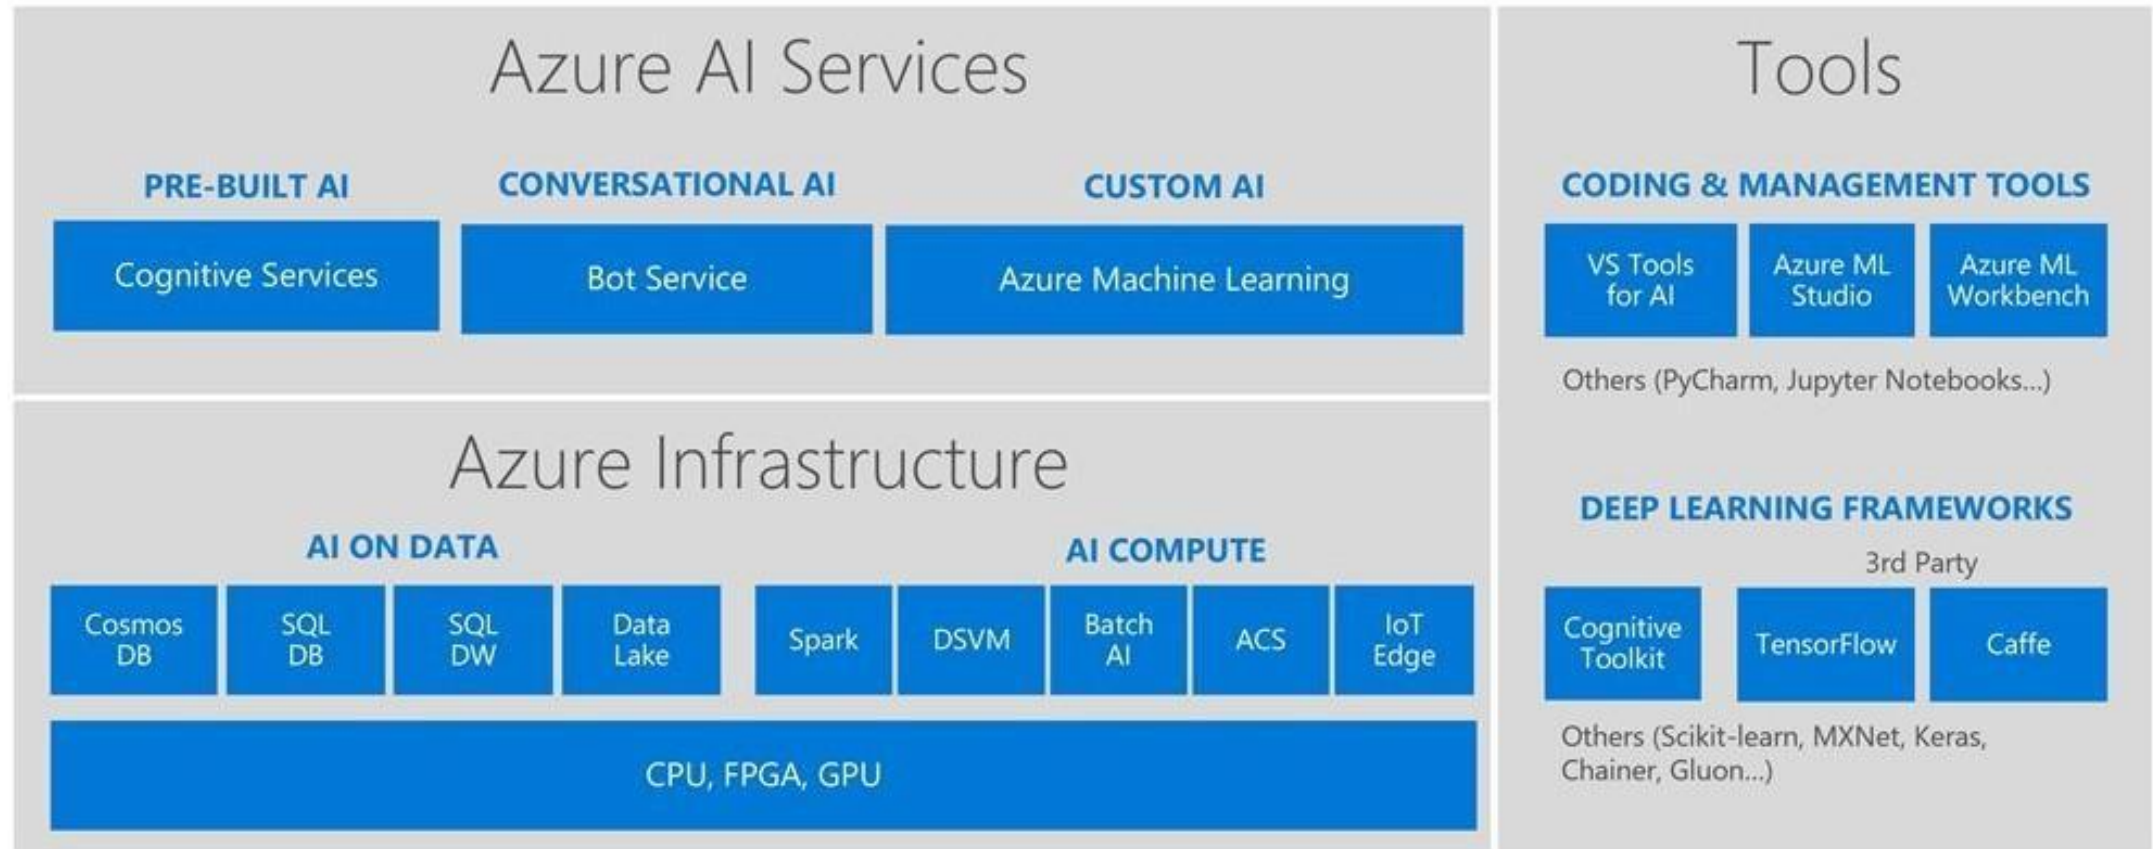 Azure AI Services
PRE-BUILT AI
Cognitive Services
CONVERSATIONAL AI
Bot Service
CUSTOM AI
Azure Machine Learning
Azure Infrastructure
AI ON DATA
Cosmos
DB
SQL
DB
SQL
DW
Data
Lake
AI COMPUTE
Spark
DSVM
Batch
AI
ACS
IoT
Edge
CPU, FPGA, GPU
Tools
CODING & MANAGEMENT TOOLS
VS Tools
for AI
Azure ML
Studio
Azure ML
Workbench
Others (PyCharm, Jupyter Notebooks...)
DEEP LEARNING FRAMEWORKS
3rd Party
Cognitive
Toolkit
TensorFlow
Caffe
Others (Scikit-learn, MXNet, Keras,
Chainer, Gluon...)